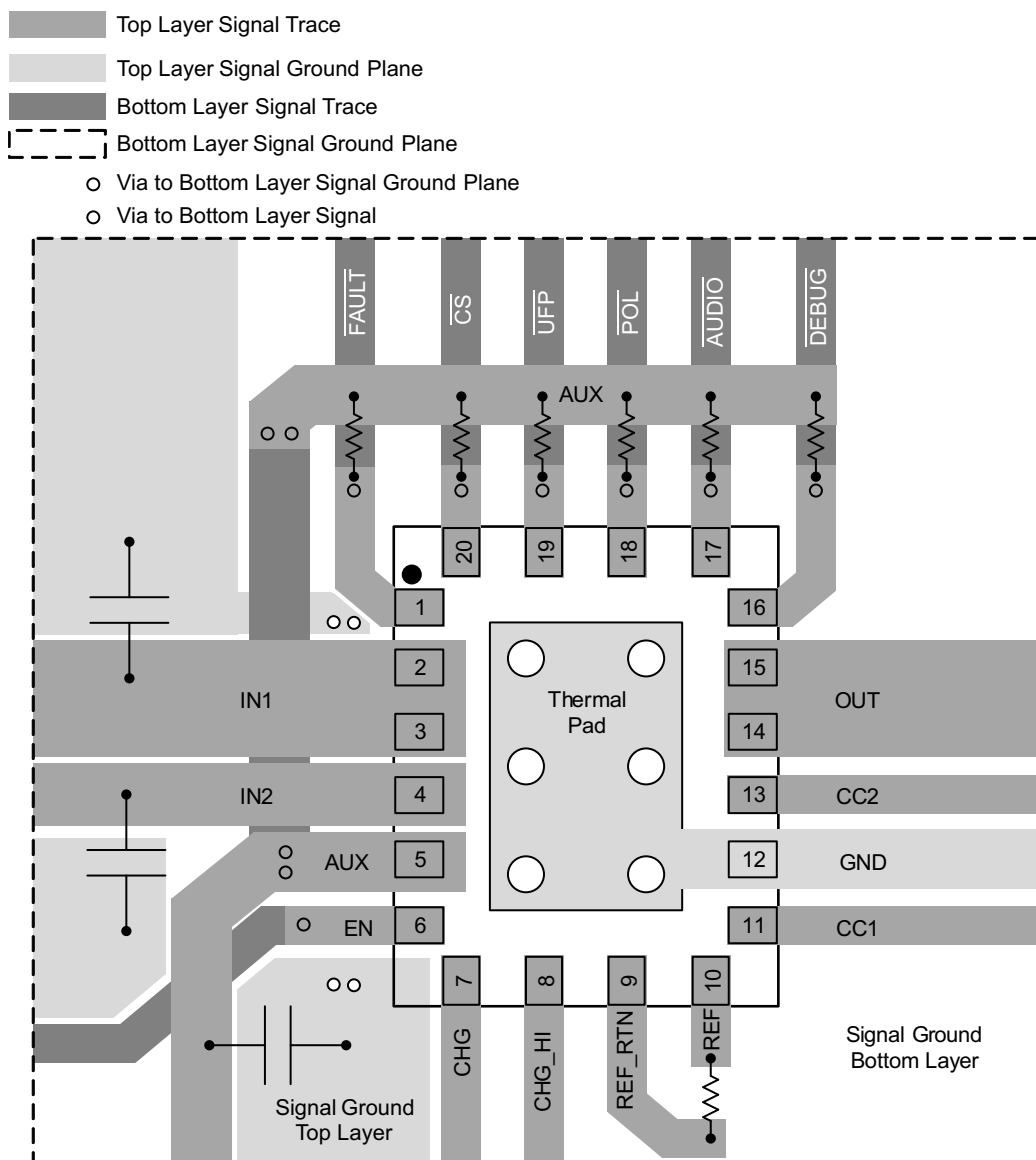 Top Layer Signal Trace
Top Layer Signal Ground Plane
Bottom Layer Signal Trace
Bottom Layer Signal Ground Plane
Via to Bottom Layer Signal Ground Plane
Via to Bottom Layer Signal
FAULT
CS
UFP
POL
AUDIO
DEBUG
AUX
20
19
18
17
1
16
2
15
Thermal
Pad
IN1
OUT
3
14
IN2
4
13
CC2
AUX
5
12
GND
EN
6
11
CC1
7
8
9
10
CHG
CHG_HI
REF_RTN
REF
Signal Ground
Bottom Layer
Signal Ground
Top Layer